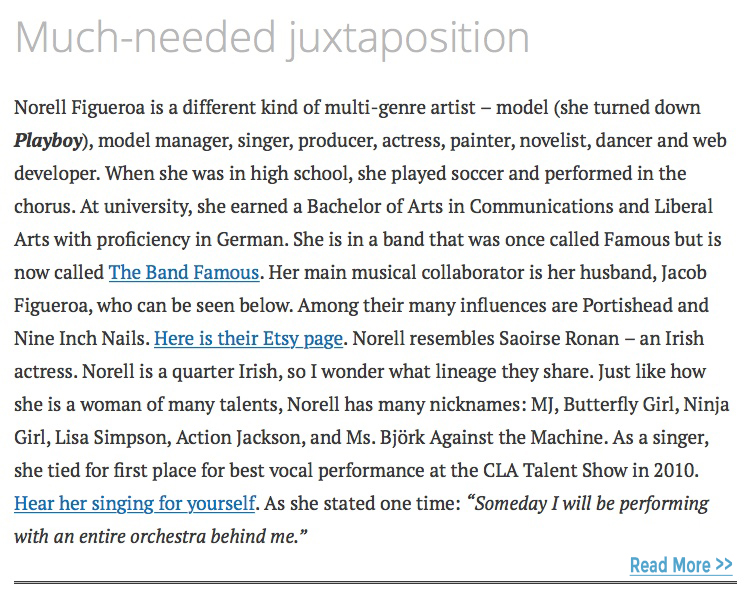 Much-needed juxtaposition
Norell Figueroa is a different kind of multi-genre artist – model (she turned down
Playboy), model manager, singer, producer, actress, painter, novelist, dancer and web
developer. When she was in high school, she played soccer and performed in the
chorus. At university, she earned a Bachelor of Arts in Communications and Liberal
Arts with proficiency in German. She is in a band that was once called Famous but is
now called The Band Famous. Her main musical collaborator is her husband, Jacob
Figueroa, who can be seen below. Among their many influences are Portishead and
Nine Inch Nails. Here is their Etsy page. Norell resembles Saoirse Ronan – an Irish
actress. Norell is a quarter Irish, so I wonder what lineage they share. Just like how
she is a woman of many talents, Norell has many nicknames: MJ, Butterfly Girl, Ninja
Girl, Lisa Simpson, Action Jackson, and Ms. Björk Against the Machine. As a singer,
she tied for first place for best vocal performance at the CLA Talent Show in 2010.
Hear her singing for yourself. As she stated one time: “Someday I will be performing
with an entire orchestra behind me.”
Read More >>